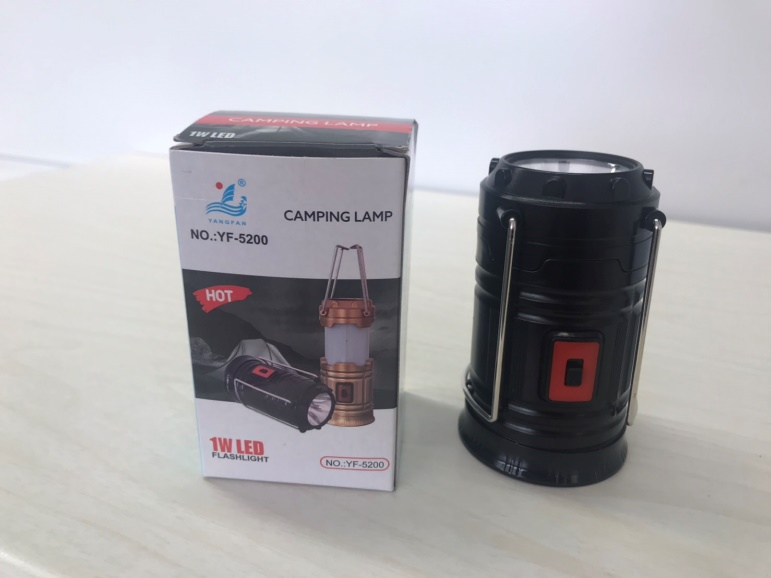 CAMPING LAMP
1W LED
®
YANGFAN
CAMPING LAMP
NO.:YF-5200
HOT
1W LED
FLASHLIGHT
NO.:YF-5200